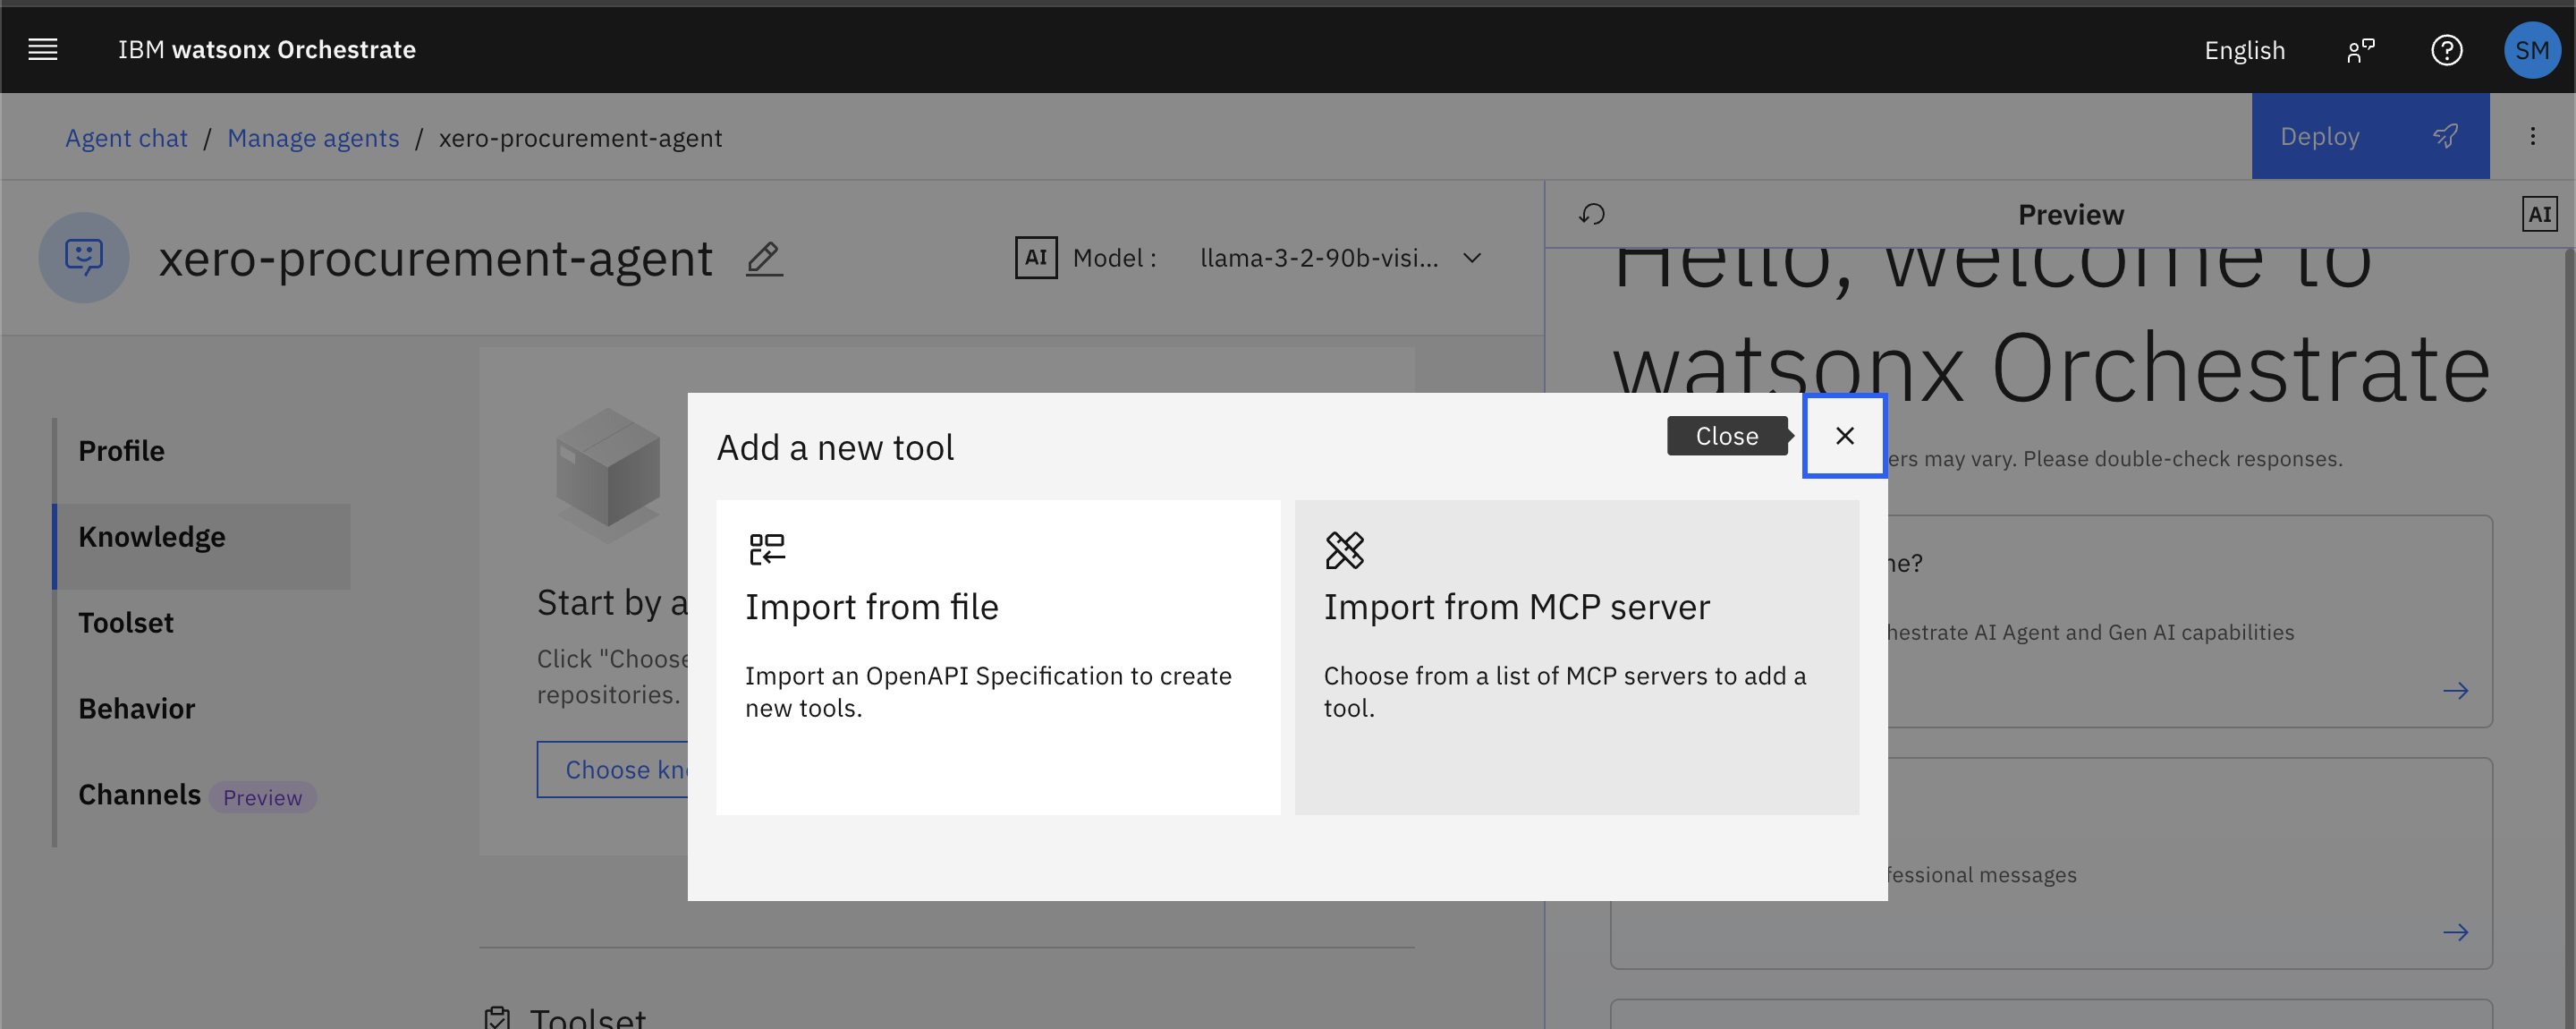 IBM watsonx Orchestrate
English
SM
Agent chat / Manage agents / xero-procurement-agent
Deploy
xero-procurement-agent
AI Model : llama-3-2-90b-visi...
Preview
AI
Hello, welcome to
watsonx Orchestrate
ers may vary. Please double-check responses.
Profile
Knowledge
Toolset
Behavior
Channels Preview
Start by a
Click "Choose
repositories.
Choose kn
Add a new tool
Close
Import from file
Import an OpenAPI Specification to create
new tools.
Import from MCP server
Choose from a list of MCP servers to add a
tool.
ne?
hestrate AI Agent and Gen AI capabilities
fessional messages
Toolset